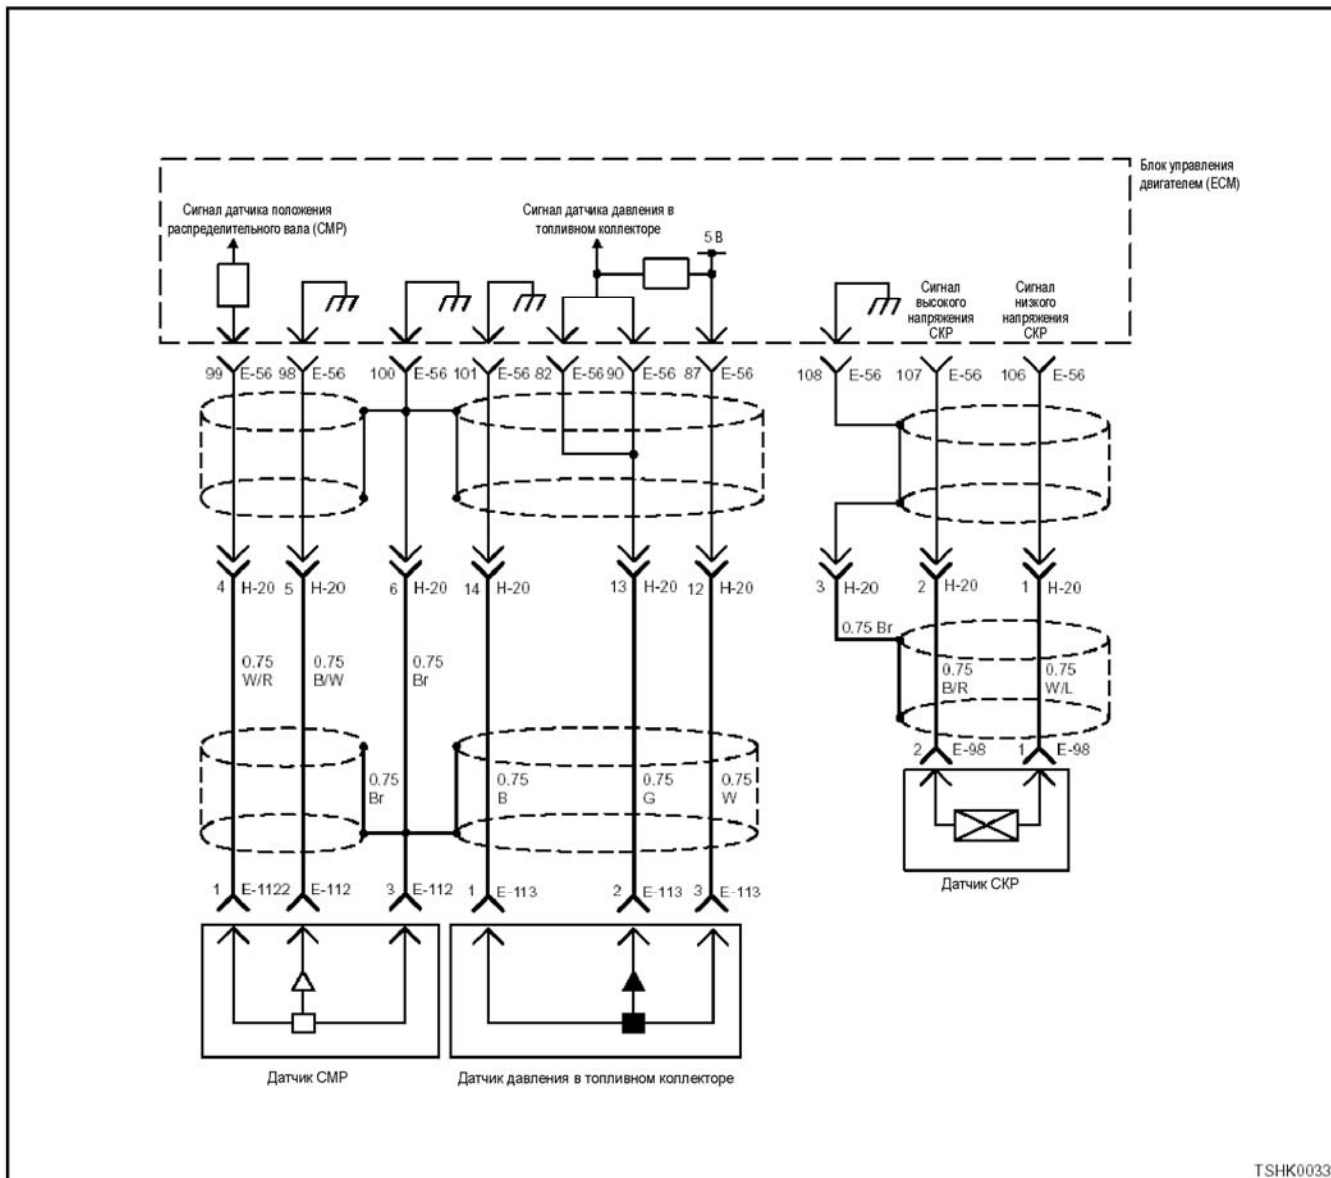 Блок управления
двигателем (ECM)
Сигнал датчика положения
распределительного вала (CMP)
Сигнал датчика давления в
топливном коллекторе
5 В
Сигнал
высокого
напряжения
СКР
Сигнал
низкого
напряжения
СКР
99 E-56 98 E-56 100 E-56 101 E-56 82 E-56 90 E-56 87 E-56 108 E-56 107 E-56 106 E-56
4 H-20 5 H-20 6 H-20 14 H-20 13 H-20 12 H-20 3 H-20 2 H-20 1 H-20
0.75 Br
0.75
W/R
0.75
B/W
0.75
Br
0.75
B/R
0.75
W/L
2 E-98 1 E-98
0.75
Br
0.75
B
0.75
G
0.75
W
Датчик СКР
1 E-112 2 E-112 3 E-112 1 E-113 2 E-113 3 E-113
Датчик CMP
Датчик давления в топливном коллекторе
TSHK0033